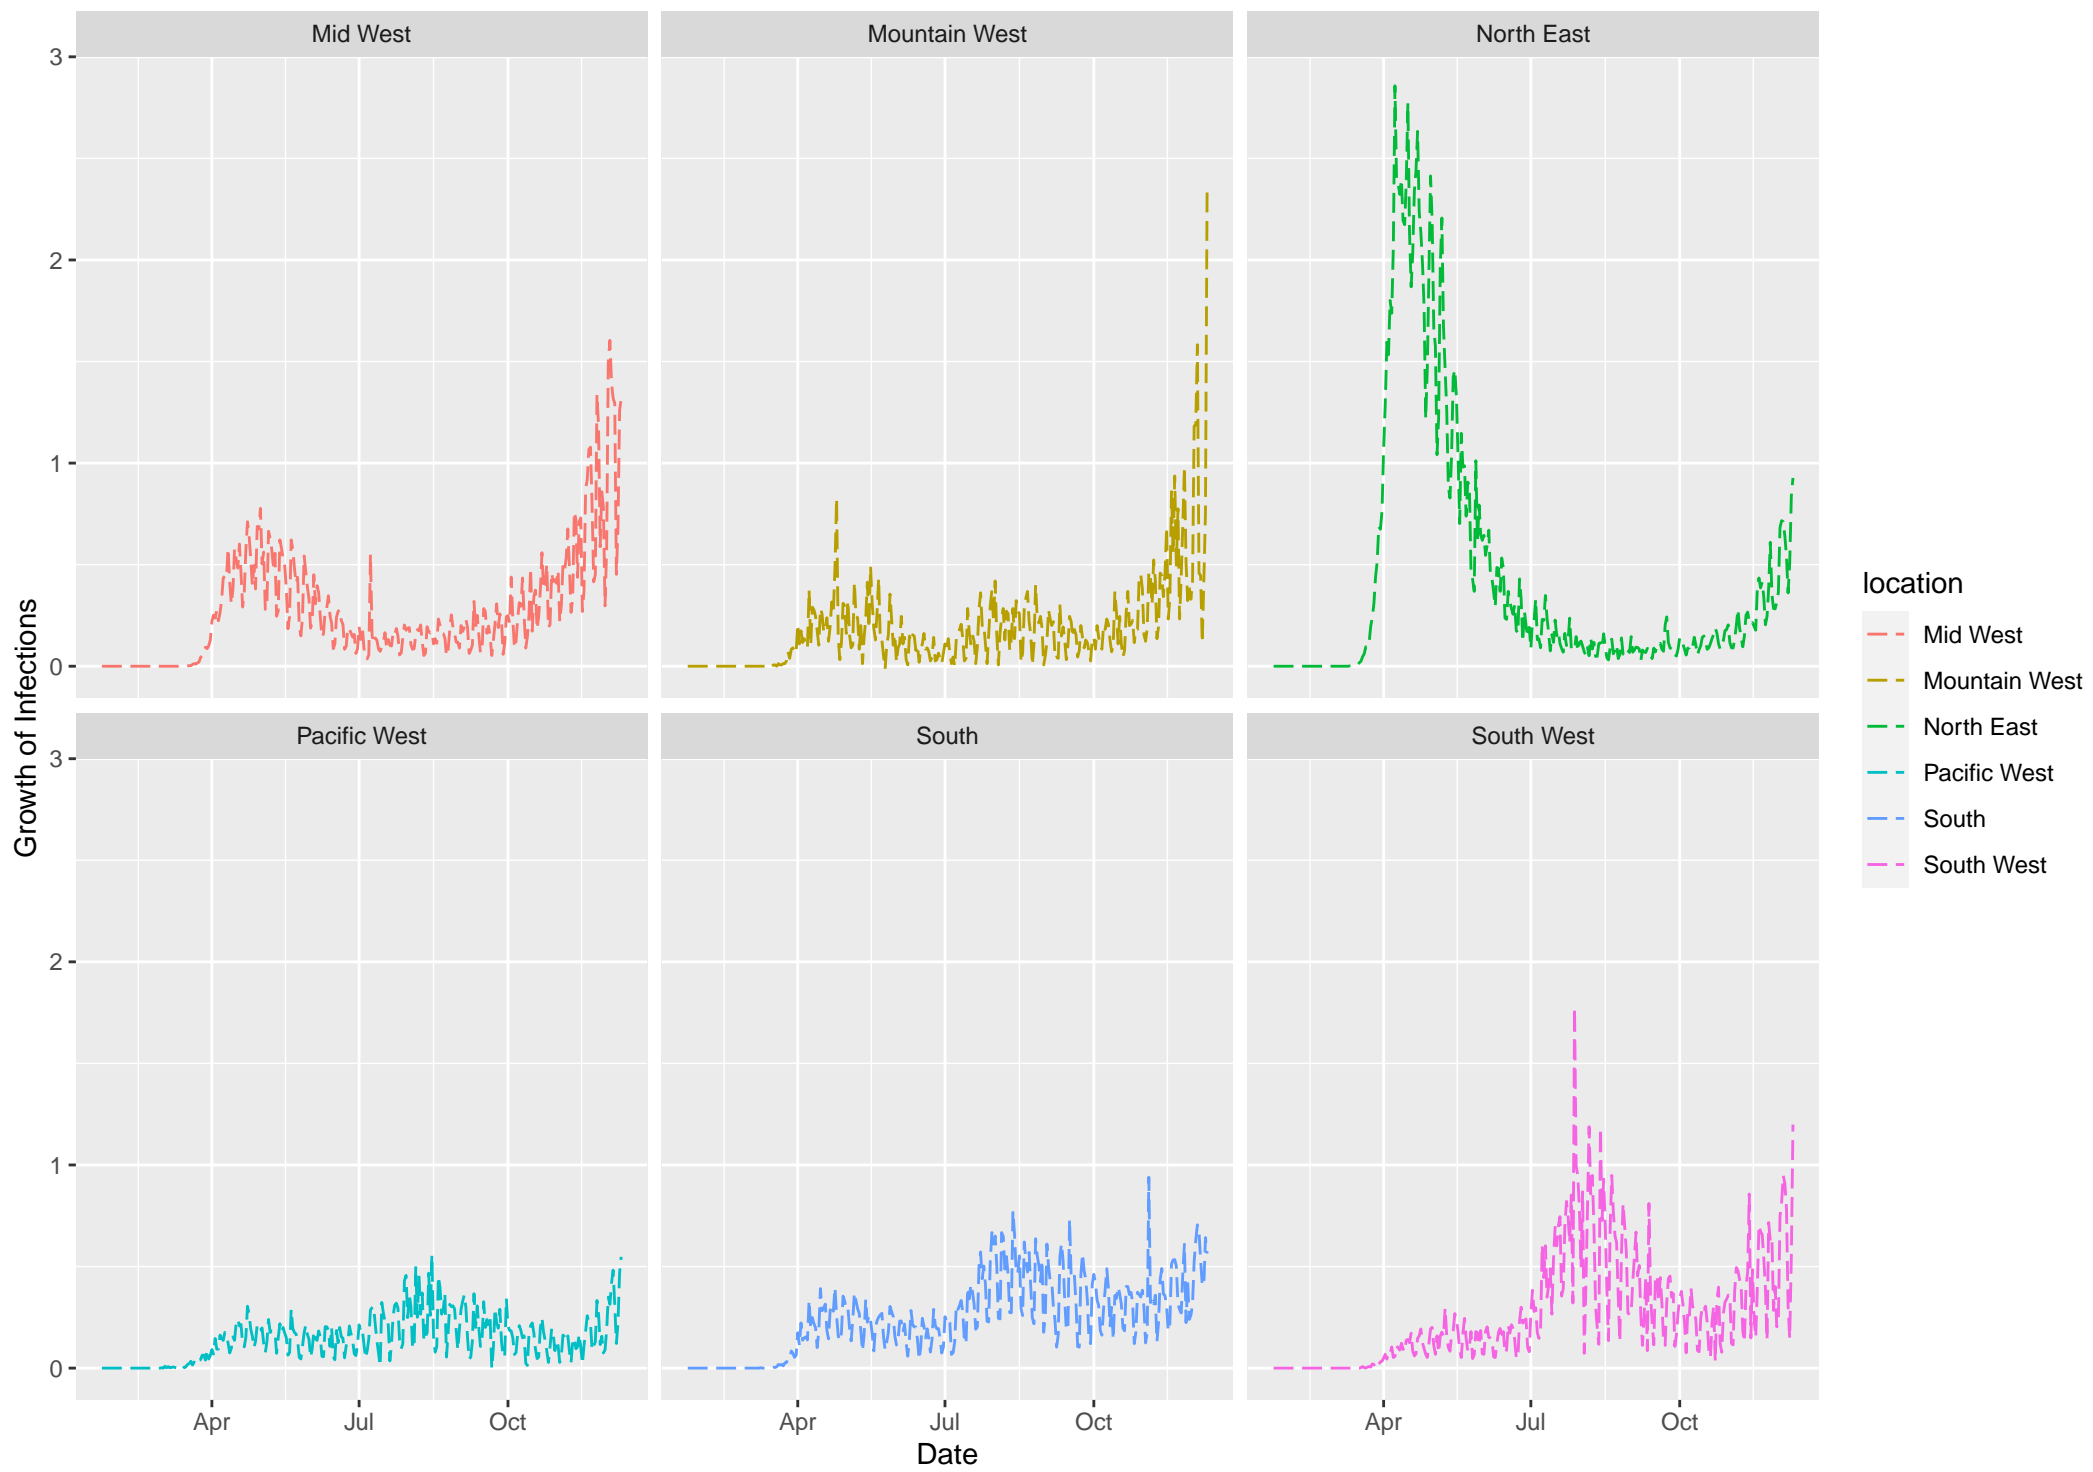 Mid West
Mountain West
North East
3
2
1
0
Growth of Infections
Pacific West
South
South West
3
2
1
0
Apr
Jul
Oct
Apr
Jul
Oct
Apr
Jul
Oct
Date
location
Mid West
Mountain West
North East
Pacific West
South
South West